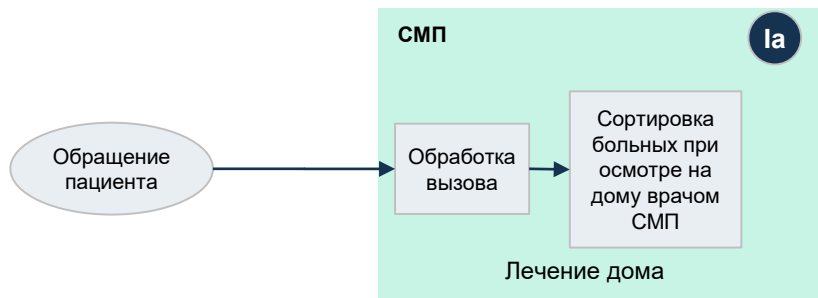 СМП
Ia
Обращение
пациента
Обработка
вызова
Сортировка
больных при
осмотре на
дому врачом
СМП
Лечение дома